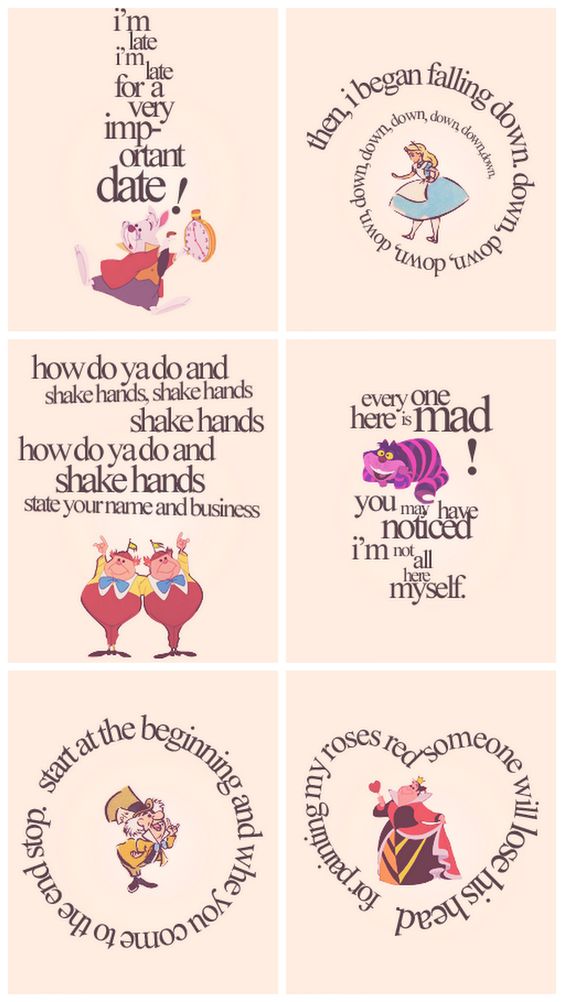 i'm
late
i'm
late
for a
very
imp-
ortant
date !
then, i began falling down. down, down, down, down, down, down, down, down, down, down, down, down,down,
how do ya do and
shake hands, shake hands
shake hands
how do ya do and
shake hands
state your name and business
every one
here is mad
!
you may have
noticed
i'm not all
here
myself.
start at the beginning and whe you come to the end stop.
someone will lose his head for painting my roses red